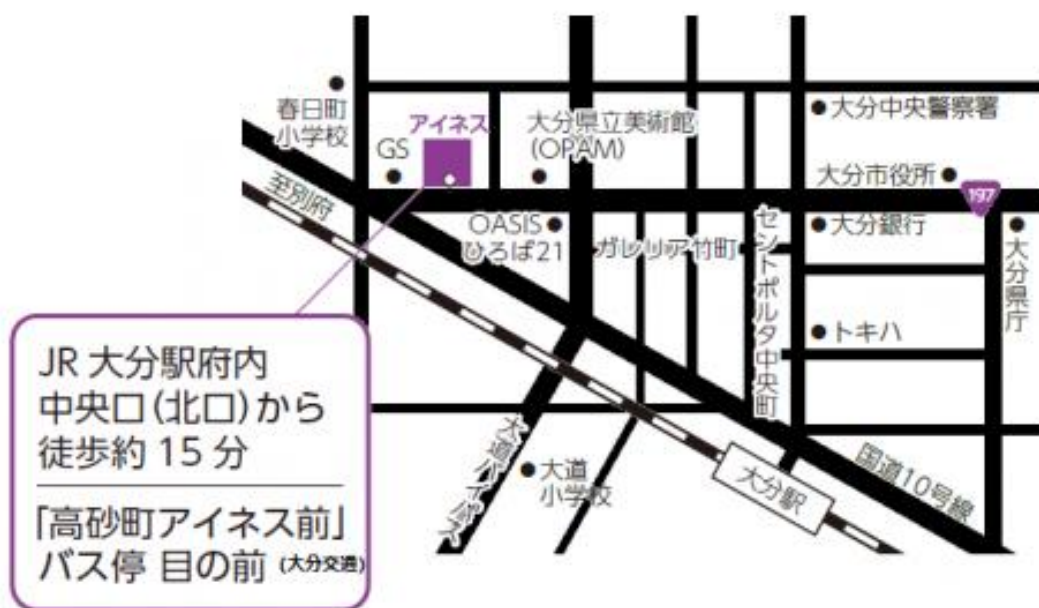 春日町
小学校
GS
アイネス
大分県立美術館
(OPAM)
大分中央警察署
大分市役所
197
至別府
OASIS
ひろば21
ガレリア竹町
セントポルタ中央町
大分銀行
大分県庁
トキハ
JR 大分駅府内
中央口(北口)から
徒歩約 15 分
「高砂町アイネス前」
バス停 目の前 (大分交通)
大道バイパス
大道
小学校
大分駅
国道10号線